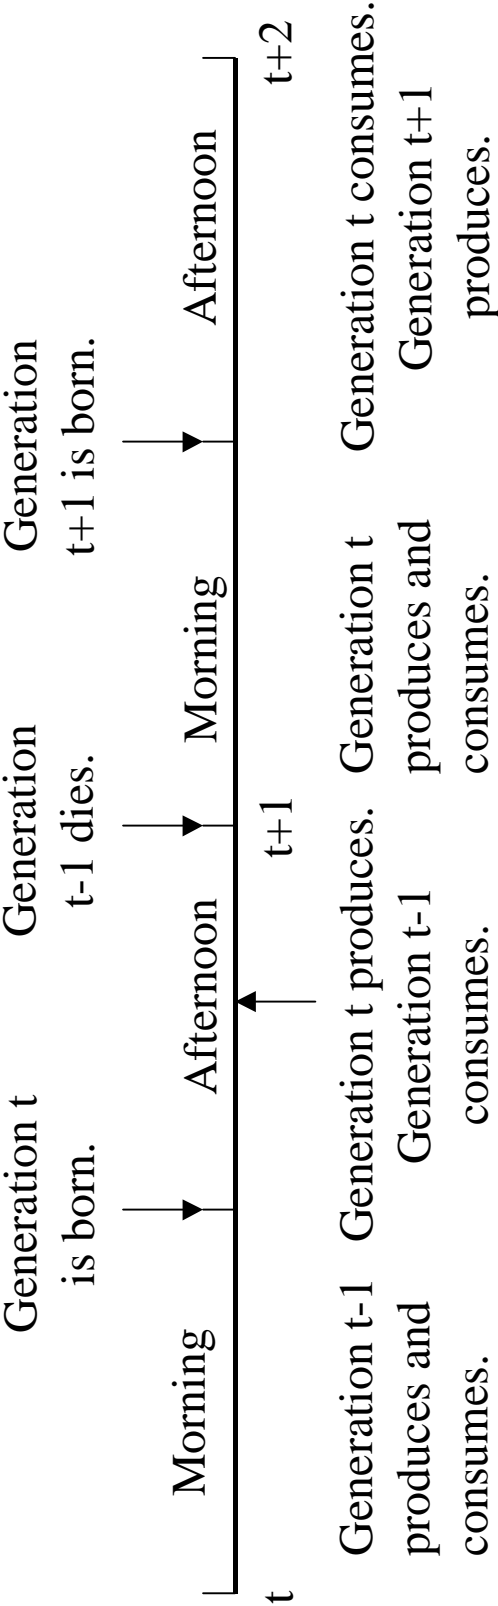 Generation t
is born.
Generation
t-1 dies.
Generation
t+1 is born.
Morning
Afternoon
Morning
Afternoon
t
t+1
t+2
Generation t-1
produces and
consumes.
Generation t produces.
Generation t-1
consumes.
Generation t
produces and
consumes.
Generation t consumes.
Generation t+1
produces.